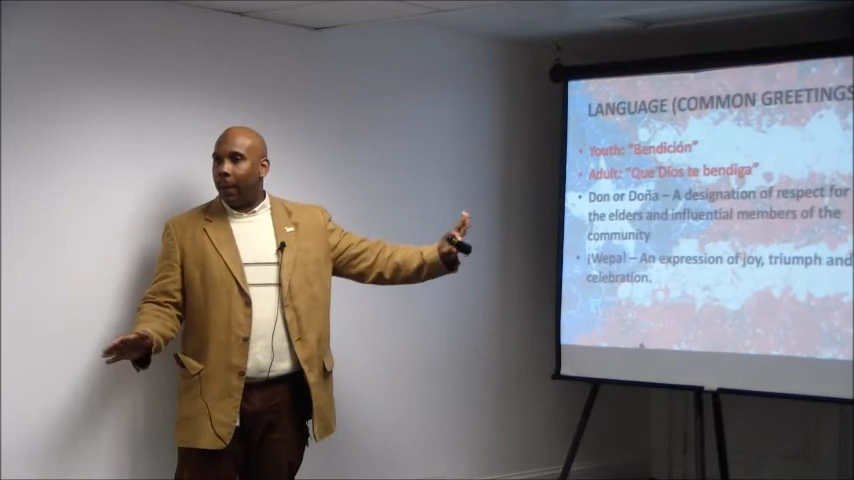 LANGUAGE (COMMON GREETINGS
• Youth: "Bendición"
• Adult: "Que Dios te bendiga"
• Don or Doña – A designation of respect for
the elders and influential members of the
community
• ¡Wepa! – An expression of joy, triumph and
celebration.